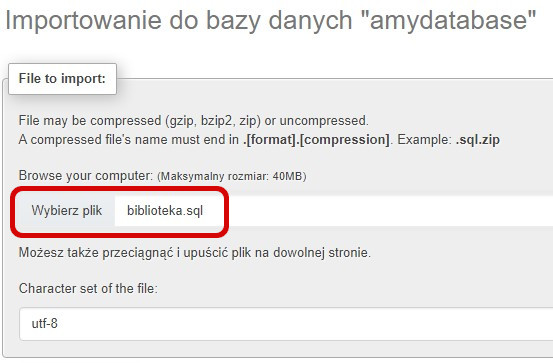 Importowanie do bazy danych "amydatabase"
File to import:
File may be compressed (gzip, bzip2, zip) or uncompressed.
A compressed file's name must end in .[format].[compression]. Example: .sql.zip
Browse your computer: (Maksymalny rozmiar: 40MB)
Wybierz plik biblioteka.sql
Możesz także przeciągnąć i upuścić plik na dowolnej stronie.
Character set of the file:
utf-8